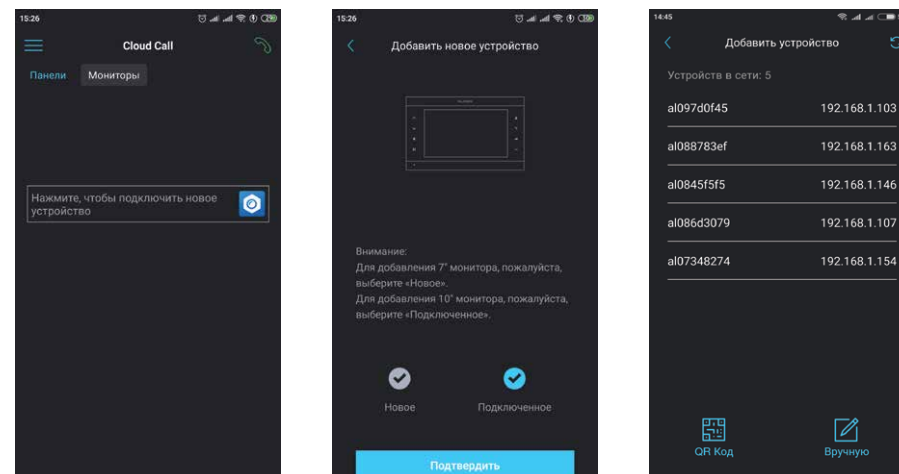 15:26
Cloud Call
Панели Мониторы
Нажмите, чтобы подключить новое
устройство
15:26
Добавить новое устройство
Внимание:
Для добавления 7" монитора, пожалуйста,
выберите «Новое».
Для добавления 10" монитора, пожалуйста,
выберите «Подключенное».
Новое Подключенное
Подтвердить
14:45
Добавить устройство
Устройств в сети: 5
al097d0f45 192.168.1.103
al088783ef 192.168.1.163
al0845f5f5 192.168.1.146
al086d3079 192.168.1.107
al07348274 192.168.1.154
QR Код Вручную